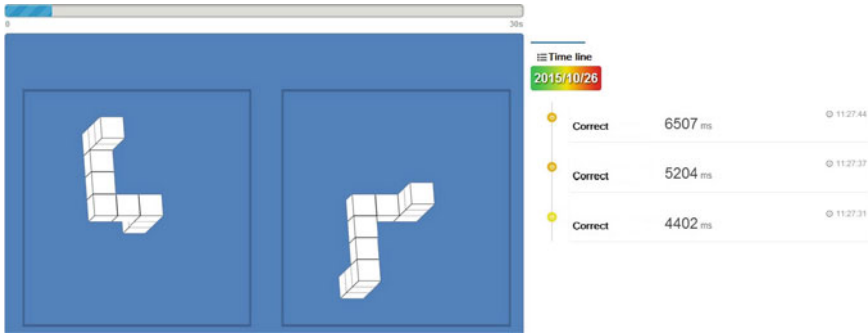 0 30s
Time line
2015/10/26
Correct 6507 ms 11:27:44
Correct 5204 ms 11:27:37
Correct 4402 ms 11:27:31